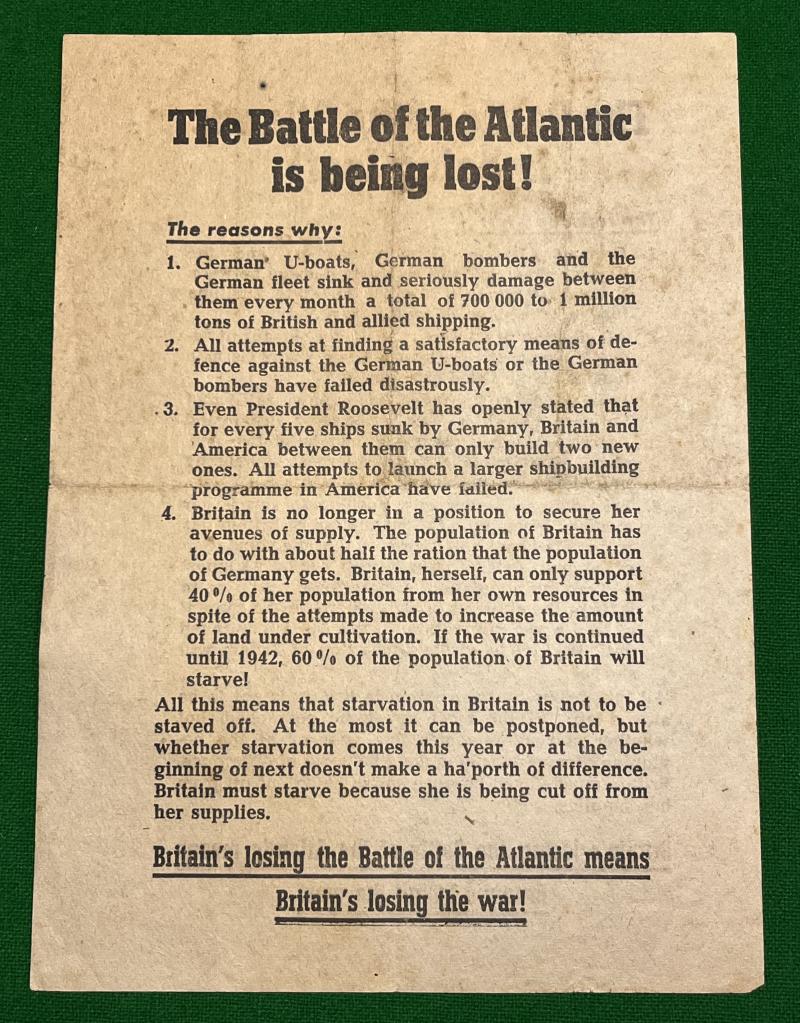 The Battle of the Atlantic
is being lost!
The reasons why:
1. German U-boats, German bombers and the
German fleet sink and seriously damage between
them every month a total of 700 000 to 1 million
tons of British and allied shipping.
2. All attempts at finding a satisfactory means of de-
fence against the German U-boats or the German
bombers have failed disastrously.
3. Even President Roosevelt has openly stated that
for every five ships sunk by Germany, Britain and
America between them can only build two new
ones. All attempts to launch a larger shipbuilding
programme in America have failed.
4. Britain is no longer in a position to secure her
avenues of supply. The population of Britain has
to do with about half the ration that the population
of Germany gets. Britain, herself, can only support
40 % of her population from her own resources in
spite of the attempts made to increase the amount
of land under cultivation. If the war is continued
until 1942, 60 % of the population of Britain will
starve!
All this means that starvation in Britain is not to be
staved off. At the most it can be postponed, but
whether starvation comes this year or at the be-
ginning of next doesn't make a ha'porth of difference.
Britain must starve because she is being cut off from
her supplies.
Britain's losing the Battle of the Atlantic means
Britain's losing the war!